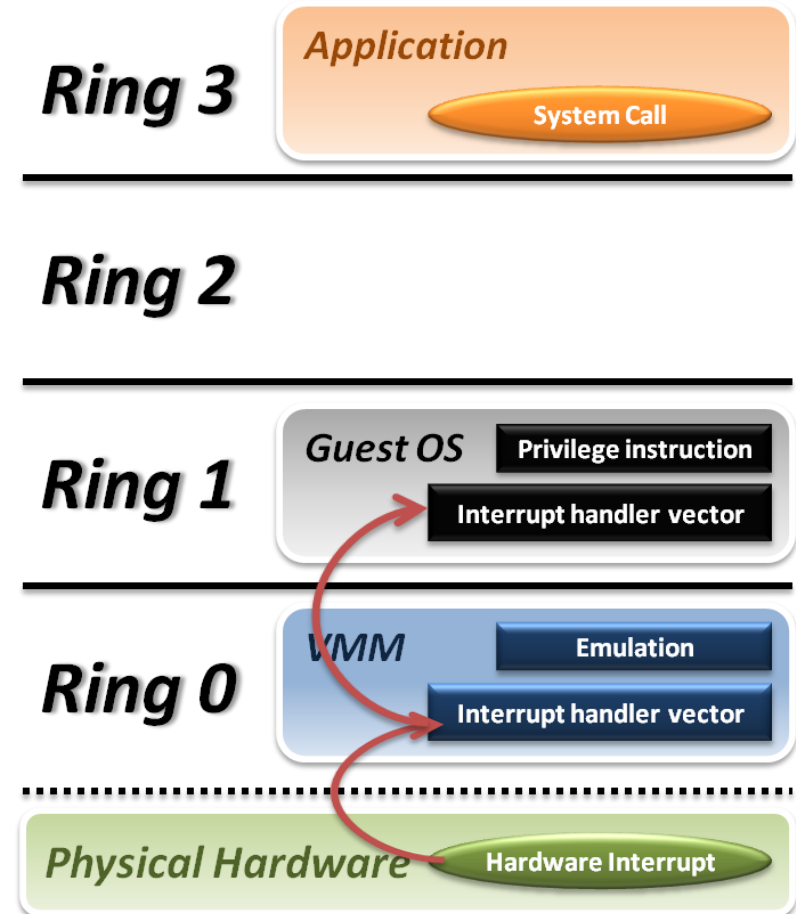 Ring 3
Application
System Call
Ring 2
Ring 1
Guest OS
Privilege instruction
Interrupt handler vector
Ring 0
VMM
Emulation
Interrupt handler vector
Physical Hardware
Hardware Interrupt